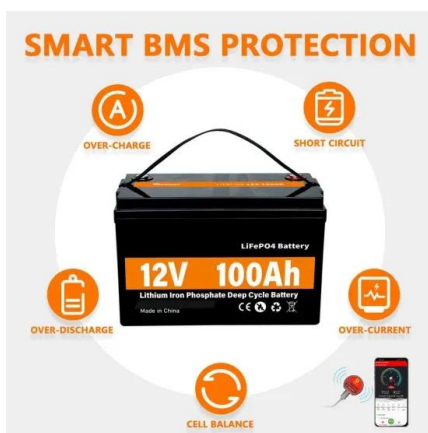 SMART BMS PROTECTION
A
OVER-CHARGE
SHORT CIRCUIT
LiFePO4 Battery
12V 100Ah
Lithium Iron Phosphate Deep Cycle Battery
Made in China
CE
OVER-DISCHARGE
OVER-CURRENT
CELL BALANCE